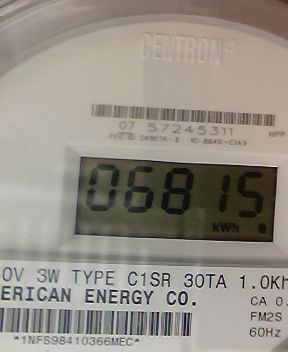 CENTRON®
07 57245311
HPP
06815
kWh
0V 3W TYPE C1SR 30TA 1.0Kh
ERICAN ENERGY CO.
CA 0.
FM2S
60Hz
*1NFS98410366MEC*